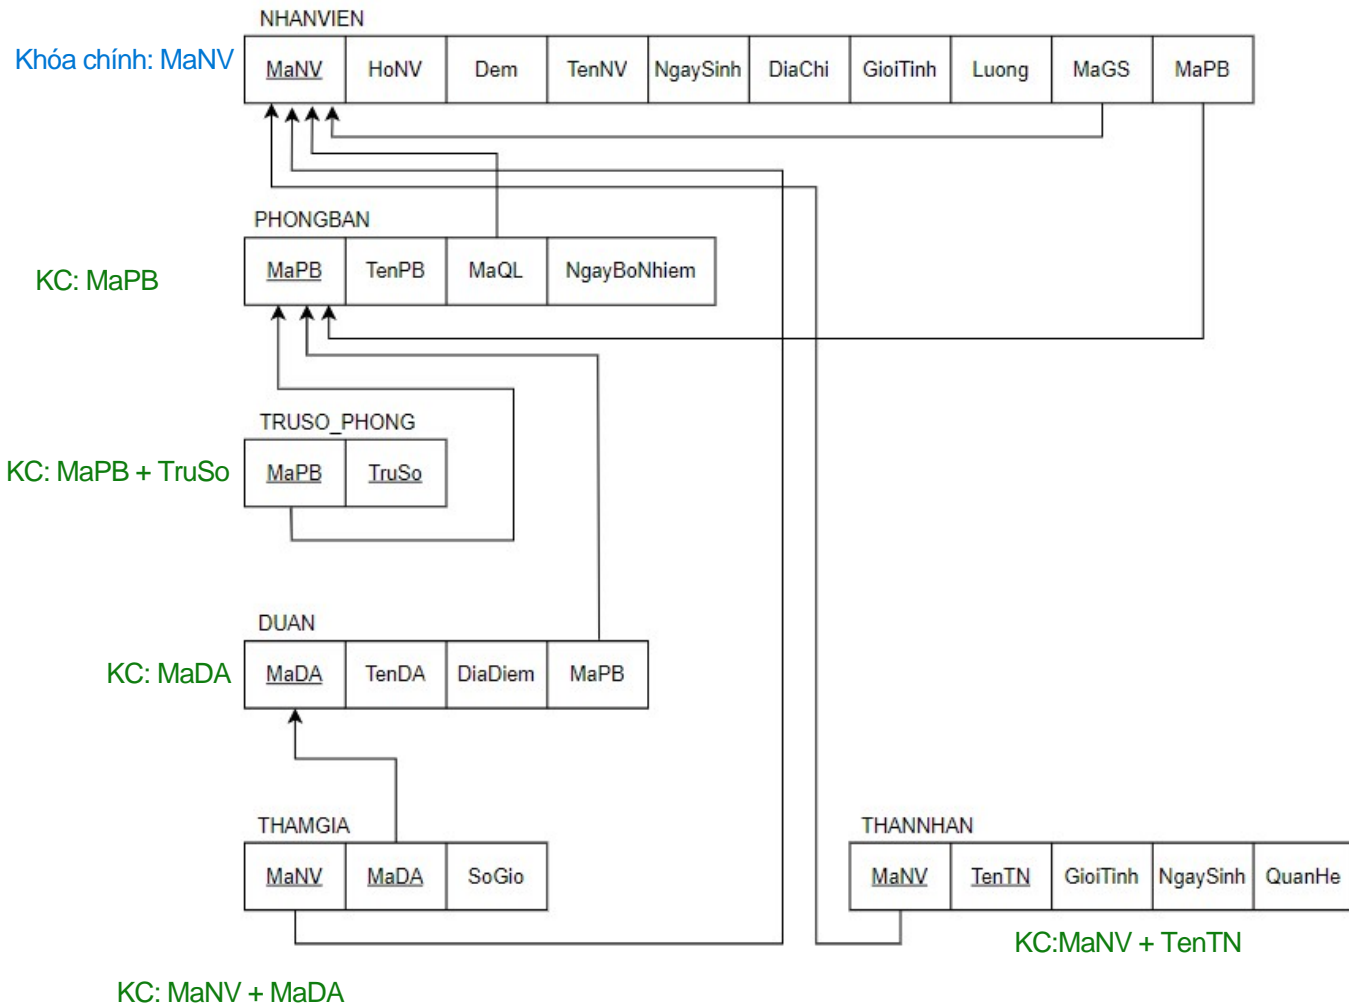 NHANVIEN
Khóa chính: MaNV
MaNV HoNV Dem TenNV NgaySinh DiaChi GioiTinh Luong MaGS MaPB
PHONGBAN
KC: MaPB
MaPB TenPB MaQL NgayBoNhiem
TRUSO_PHONG
KC: MaPB + TruSo
MaPB TruSo
DUAN
KC: MaDA
MaDA TenDA DiaDiem MaPB
THAMGIA
MaNV MaDA SoGio
KC: MaNV + MaDA
THANNHAN
MaNV TenTN GioiTinh NgaySinh QuanHe
KC:MaNV + TenTN